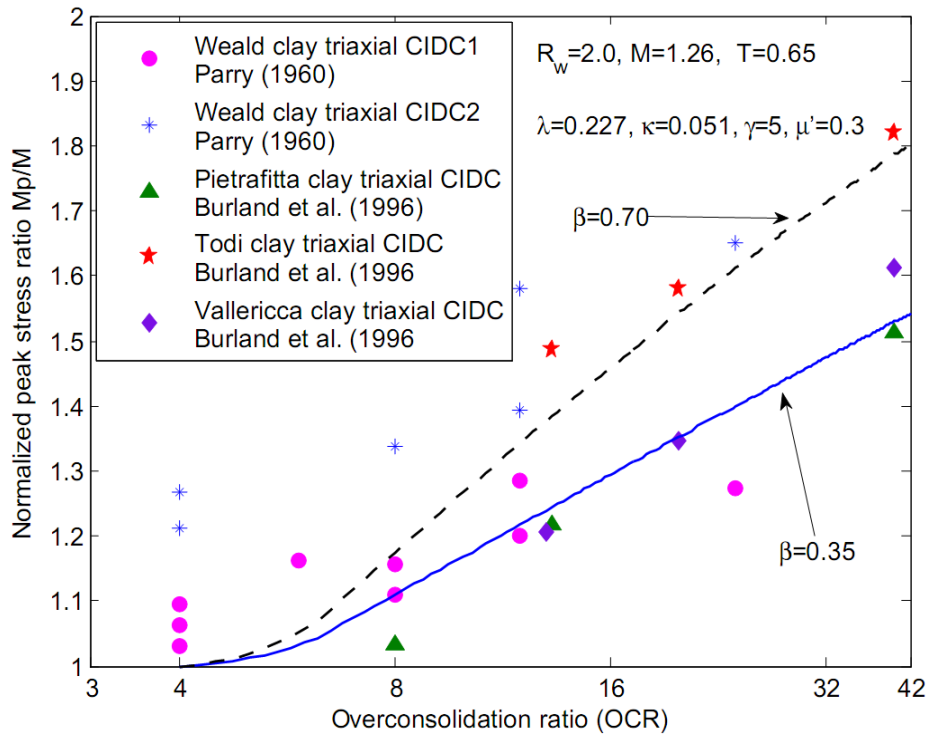 2
1.9
1.8
1.7
1.6
1.5
1.4
1.3
1.2
1.1
1
Normalized peak stress ratio Mp/M
Weald clay triaxial CIDC1
Parry (1960)
Weald clay triaxial CIDC2
Parry (1960)
Pietrafitta clay triaxial CIDC
Burland et al. (1996)
Todi clay triaxial CIDC
Burland et al. (1996
Vallericca clay triaxial CIDC
Burland et al. (1996
R_w=2.0, M=1.26, T=0.65
λ=0.227, κ=0.051, γ=5, μ'=0.3
β=0.70
β=0.35
3 4 8 16 32 42
Overconsolidation ratio (OCR)